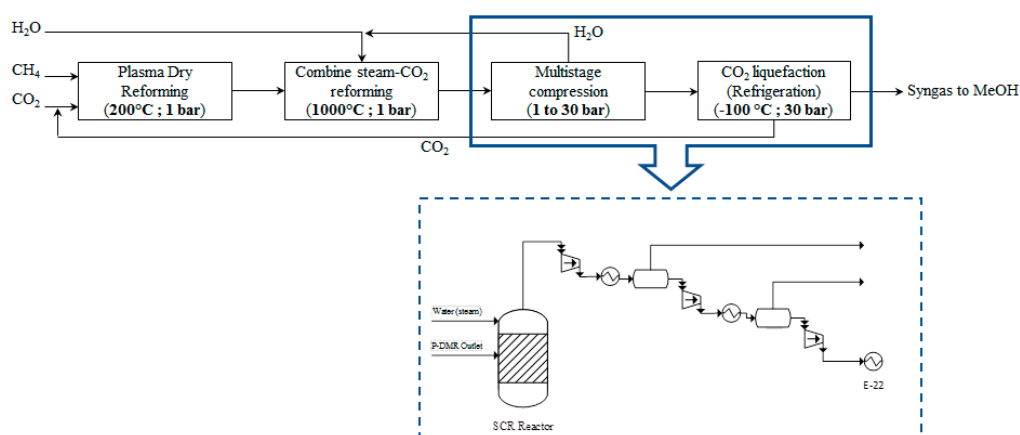 H₂O
H₂O
CH₄
CO₂
Plasma Dry
Reforming
(200°C ; 1 bar)
Combine steam-CO₂
reforming
(1000°C ; 1 bar)
Multistage
compression
(1 to 30 bar)
CO₂ liquefaction
(Refrigeration)
(-100 °C ; 30 bar)
Syngas to MeOH
CO₂
Water (steam)
P-DMR Outlet
E-22
SCR Reactor